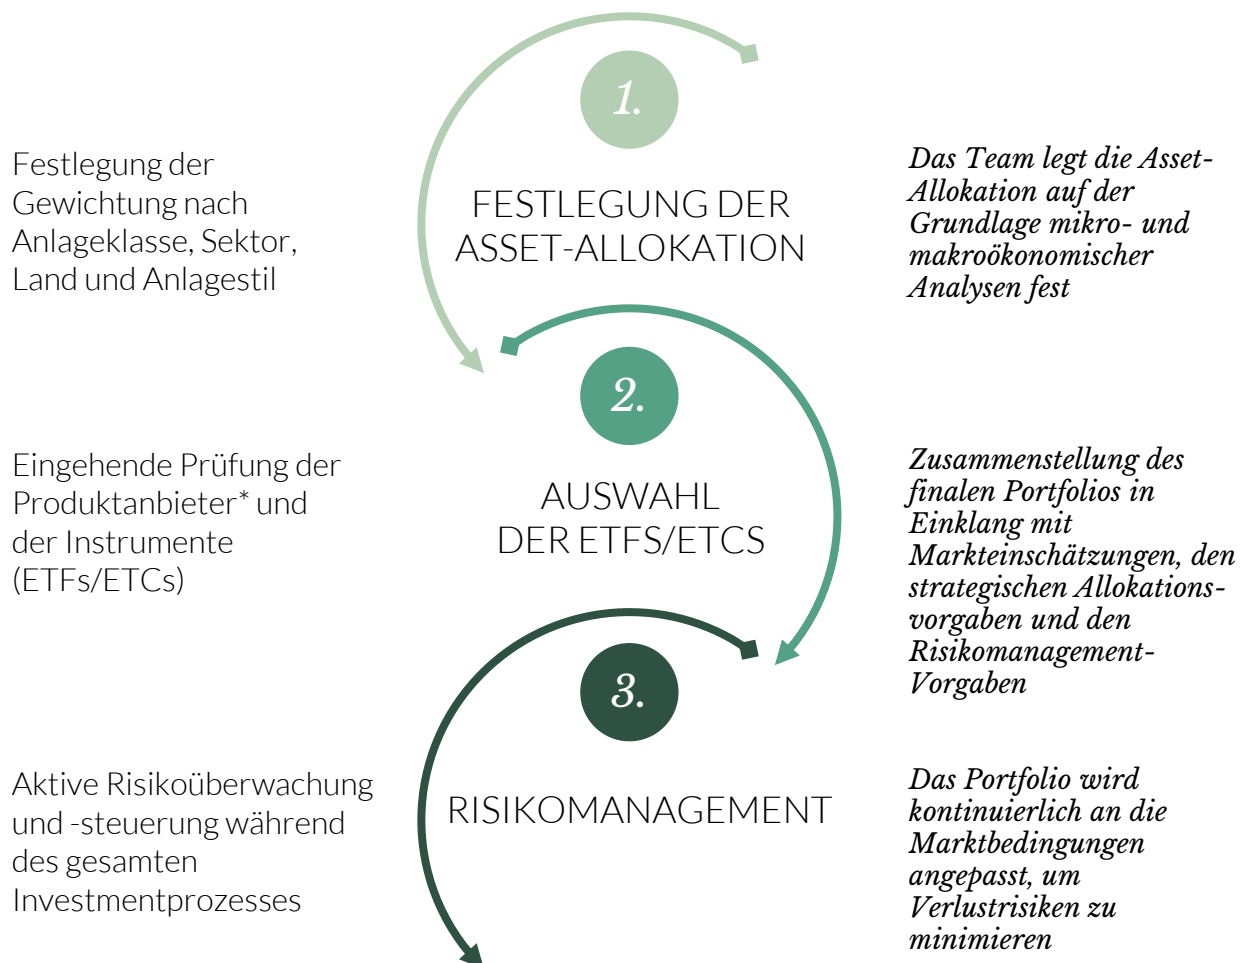 1.
Festlegung der
Gewichtung nach
Anlageklasse, Sektor,
Land und Anlagestil
FESTLEGUNG DER
ASSET-ALLOKATION
Das Team legt die Asset-
Allokation auf der
Grundlage mikro- und
makroökonomischer
Analysen fest
2.
Eingehende Prüfung der
Produktanbieter* und
der Instrumente
(ETFs/ETCs)
AUSWAHL
DER ETFS/ETCS
Zusammenstellung des
finalen Portfolios in
Einklang mit
Markteinschätzungen, den
strategischen Allokations-
vorgaben und den
Risikomanagement-
Vorgaben
3.
Aktive Risikoüberwachung
und -steuerung während
des gesamten
Investmentprozesses
RISIKOMANAGEMENT
Das Portfolio wird
kontinuierlich an die
Marktbedingungen
angepasst, um
Verlustrisiken zu
minimieren